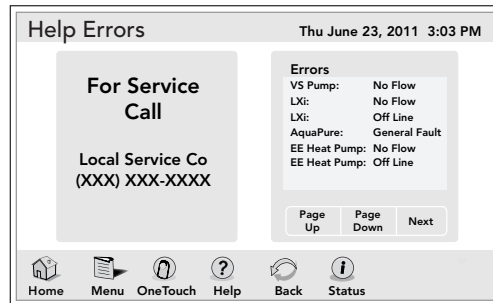 Help Errors
Thu June 23, 2011 3:03 PM
For Service
Call
Local Service Co
(XXX) XXX-XXXX
Errors
VS Pump: No Flow
LXi: No Flow
LXi: Off Line
AquaPure: General Fault
EE Heat Pump: No Flow
EE Heat Pump: Off Line
Page
Up
Page
Down
Next
Home
Menu
OneTouch
Help
Back
Status